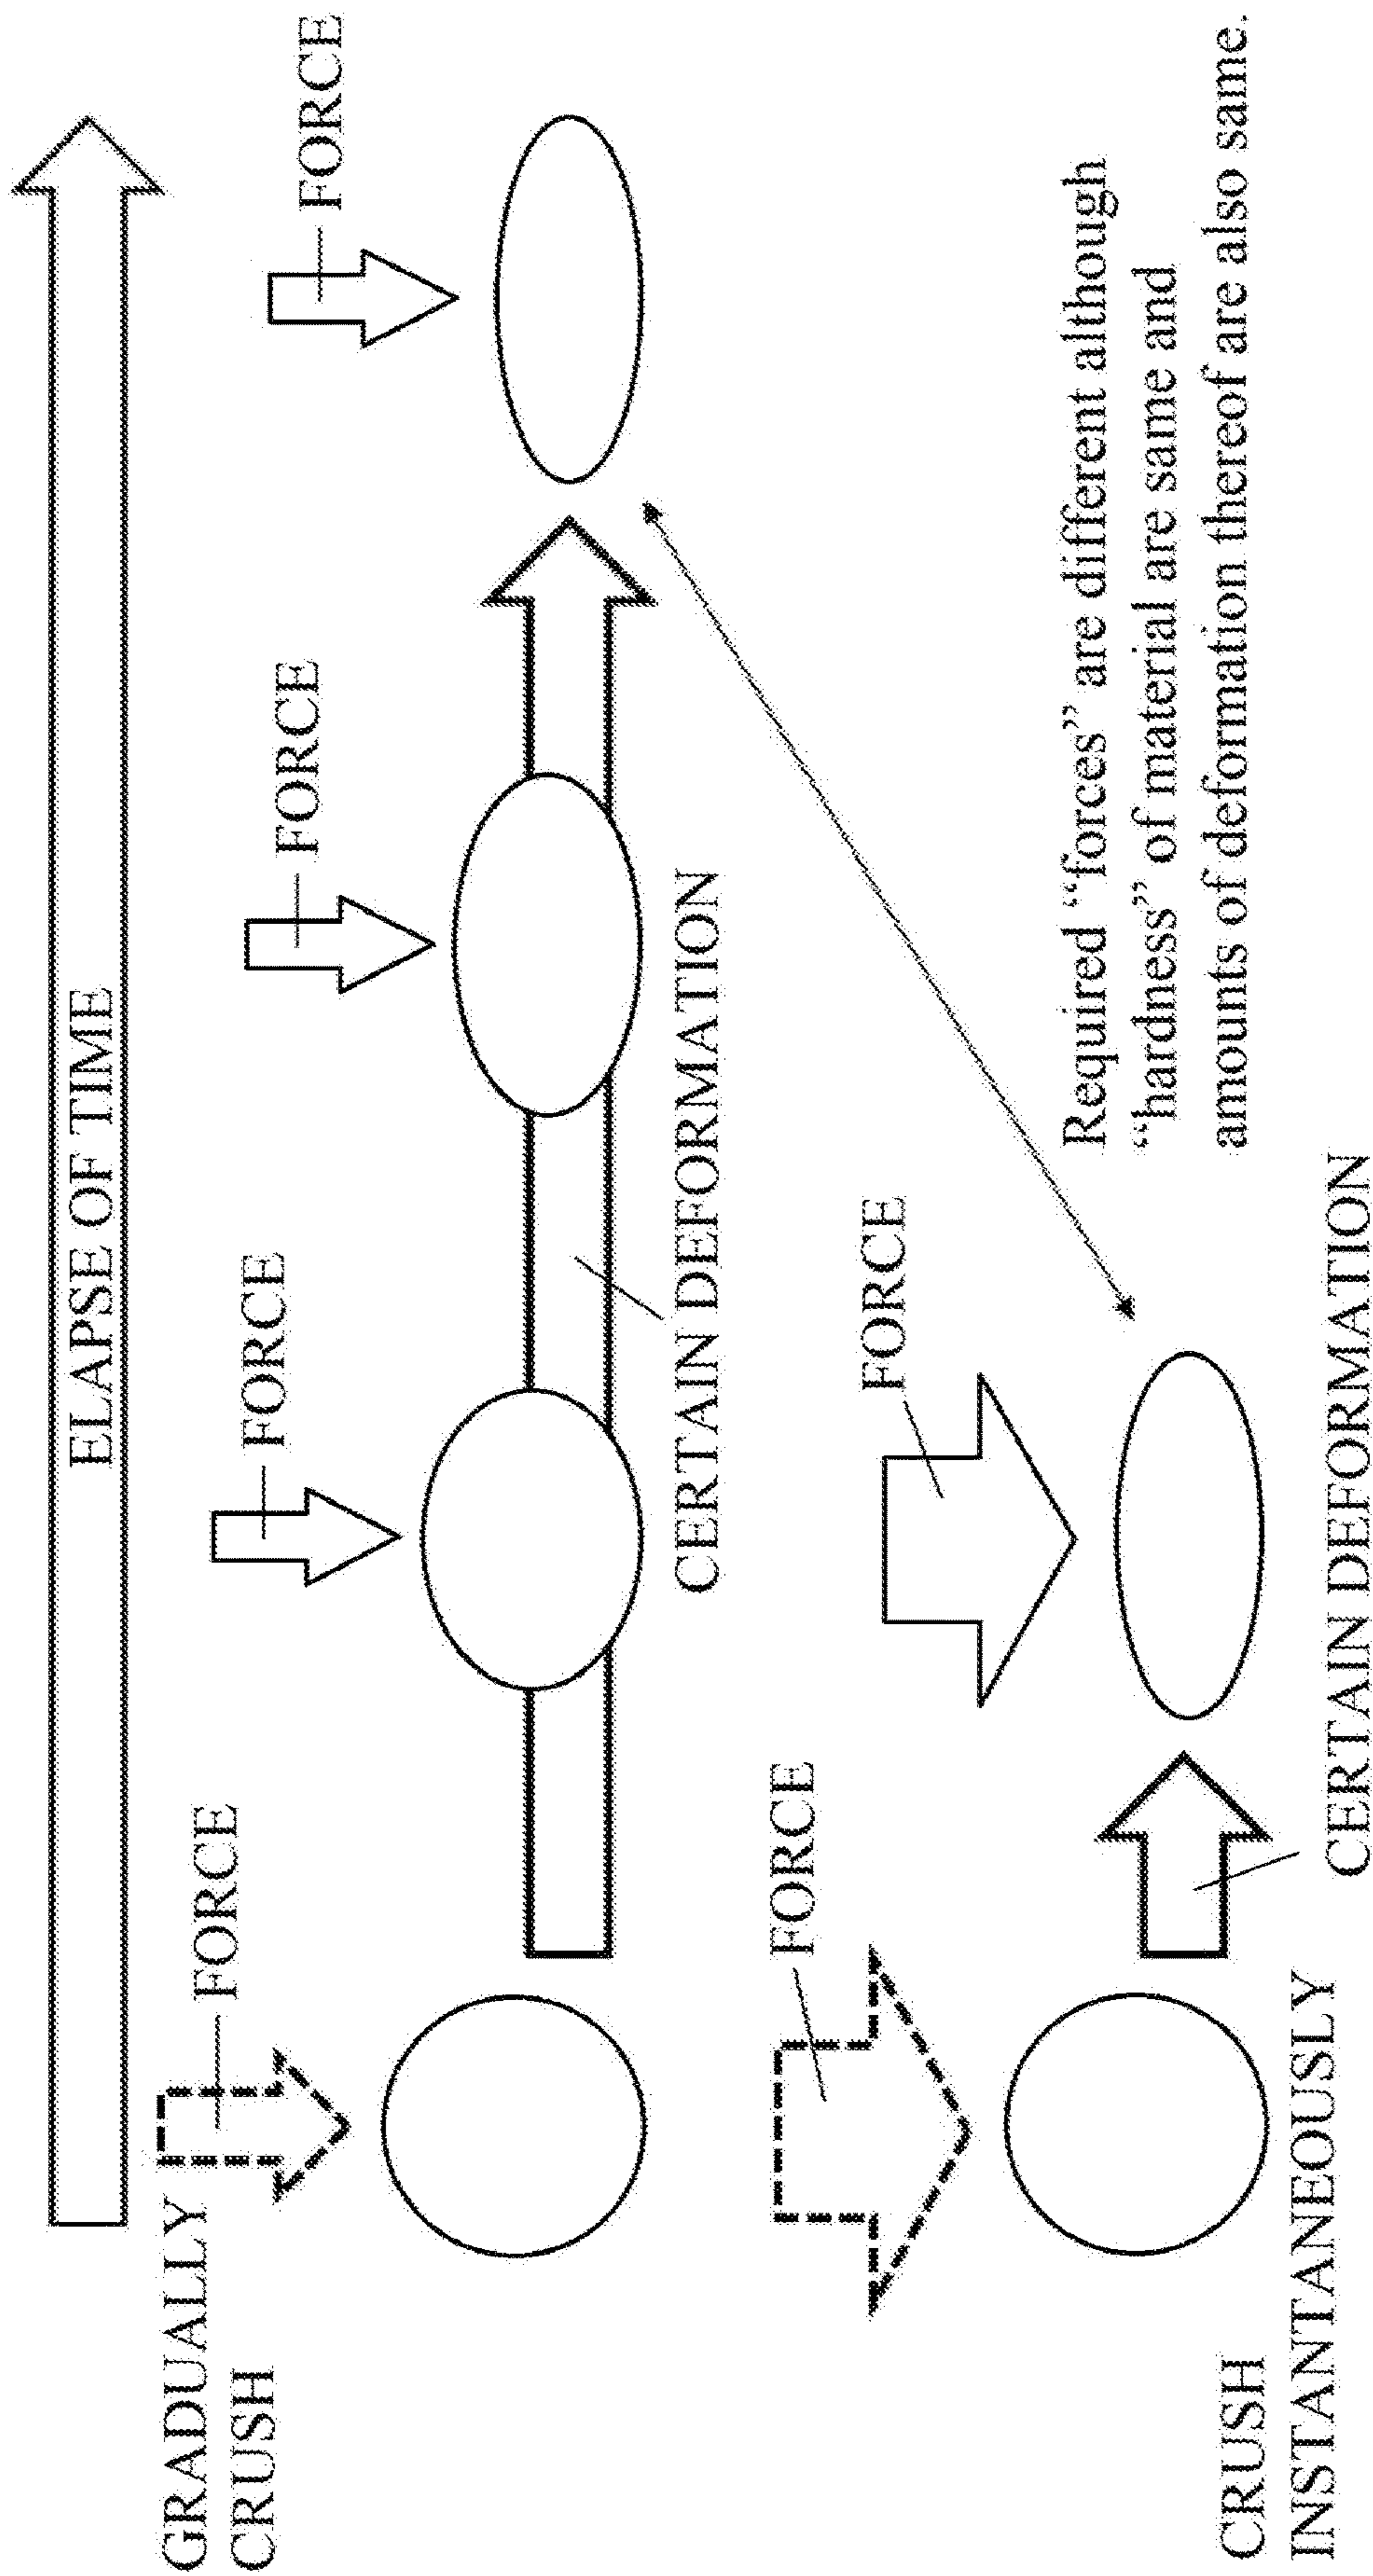 ELAPSE OF TIME
GRADUALLY
CRUSH
FORCE
FORCE
FORCE
FORCE
CERTAIN DEFORMATION
FORCE
FORCE
CRUSH
INSTANTANEOUSLY
CERTAIN DEFORMATION
Required “forces” are different although
“hardness” of material are same and
amounts of deformation thereof are also same.